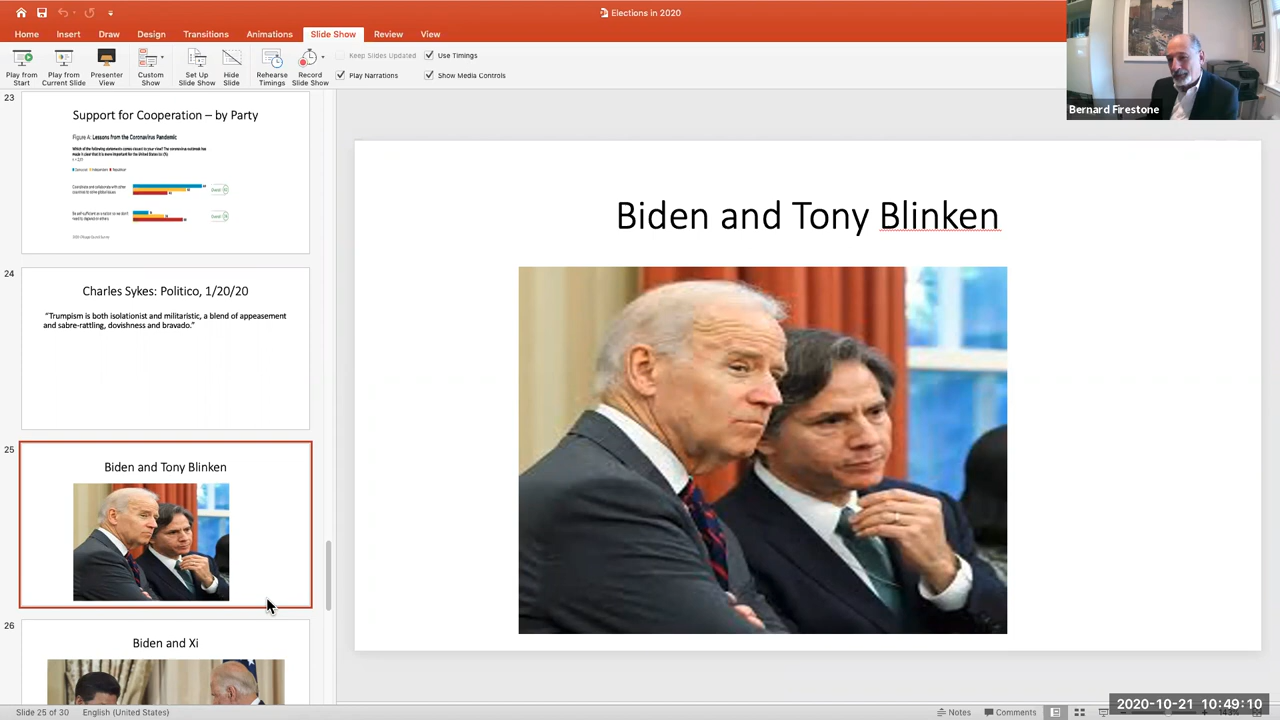 Elections in 2020
Home Insert Draw Design Transitions Animations Slide Show Review View
Play from Start
Play from Current Slide
Presenter View
Custom Show
Set Up Slide Show
Hide Slide
Rehearse Timings
Record Slide Show
Keep Slides Updated
Use Timings
Play Narrations
Show Media Controls
Bernard Firestone
23
Support for Cooperation – by Party
Figure A: Lessons from the Coronavirus Pandemic
24
Charles Sykes: Politico, 1/20/20
“Trumpism is both isolationist and militaristic, a blend of appeasement
and sabre-rattling, dovishness and bravado.”
25
Biden and Tony Blinken
26
Biden and Xi
Biden and Tony Blinken
Slide 25 of 30 English (United States)
Notes Comments
2020-10-21 10:49:10